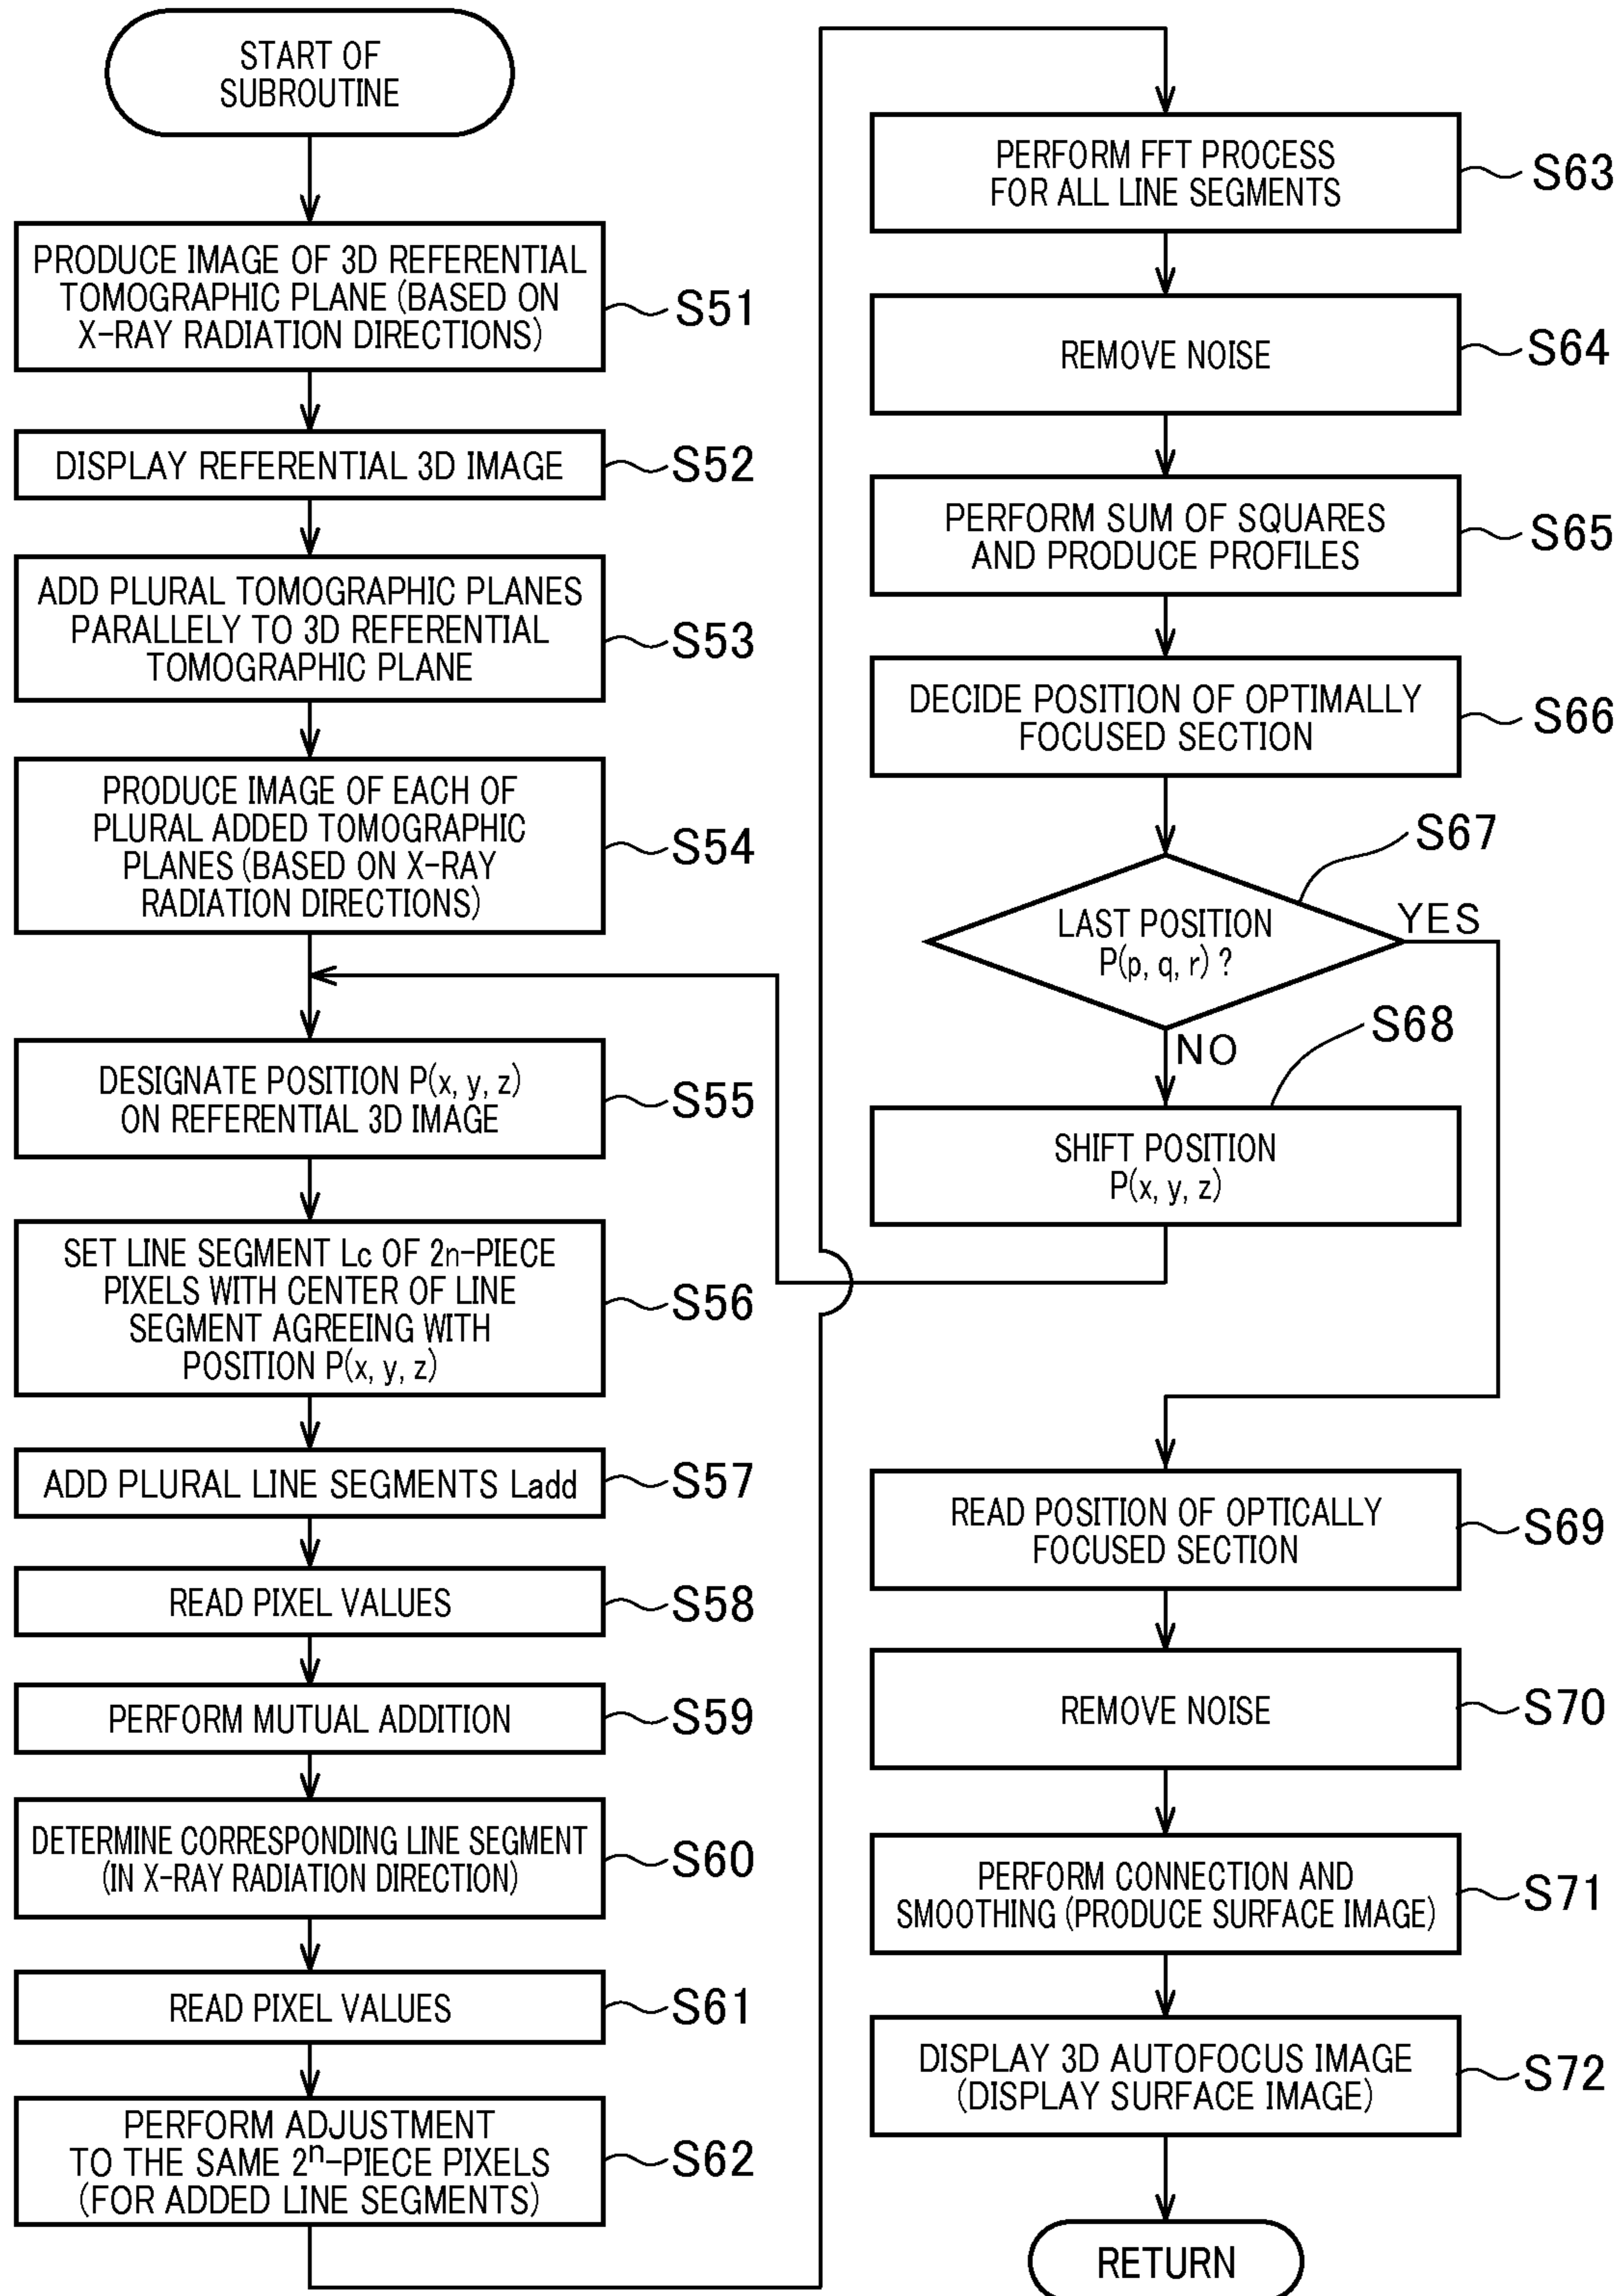 START OF
SUBROUTINE
PRODUCE IMAGE OF 3D REFERENTIAL
TOMOGRAPHIC PLANE (BASED ON
X-RAY RADIATION DIRECTIONS)
S51
DISPLAY REFERENTIAL 3D IMAGE
S52
ADD PLURAL TOMOGRAPHIC PLANES
PARALLELY TO 3D REFERENTIAL
TOMOGRAPHIC PLANE
S53
PRODUCE IMAGE OF EACH OF
PLURAL ADDED TOMOGRAPHIC
PLANES (BASED ON X-RAY
RADIATION DIRECTIONS)
S54
DESIGNATE POSITION P(x, y, z)
ON REFERENTIAL 3D IMAGE
S55
SET LINE SEGMENT Lc OF 2n-PIECE
PIXELS WITH CENTER OF LINE
SEGMENT AGREEING WITH
POSITION P(x, y, z)
S56
ADD PLURAL LINE SEGMENTS Ladd
S57
READ PIXEL VALUES
S58
PERFORM MUTUAL ADDITION
S59
DETERMINE CORRESPONDING LINE SEGMENT
(IN X-RAY RADIATION DIRECTION)
S60
READ PIXEL VALUES
S61
PERFORM ADJUSTMENT
TO THE SAME 2ⁿ-PIECE PIXELS
(FOR ADDED LINE SEGMENTS)
S62
PERFORM FFT PROCESS
FOR ALL LINE SEGMENTS
S63
REMOVE NOISE
S64
PERFORM SUM OF SQUARES
AND PRODUCE PROFILES
S65
DECIDE POSITION OF OPTIMALLY
FOCUSED SECTION
S66
LAST POSITION
P(p, q, r) ?
S67
YES
NO
SHIFT POSITION
P(x, y, z)
S68
READ POSITION OF OPTICALLY
FOCUSED SECTION
S69
REMOVE NOISE
S70
PERFORM CONNECTION AND
SMOOTHING (PRODUCE SURFACE IMAGE)
S71
DISPLAY 3D AUTOFOCUS IMAGE
(DISPLAY SURFACE IMAGE)
S72
RETURN